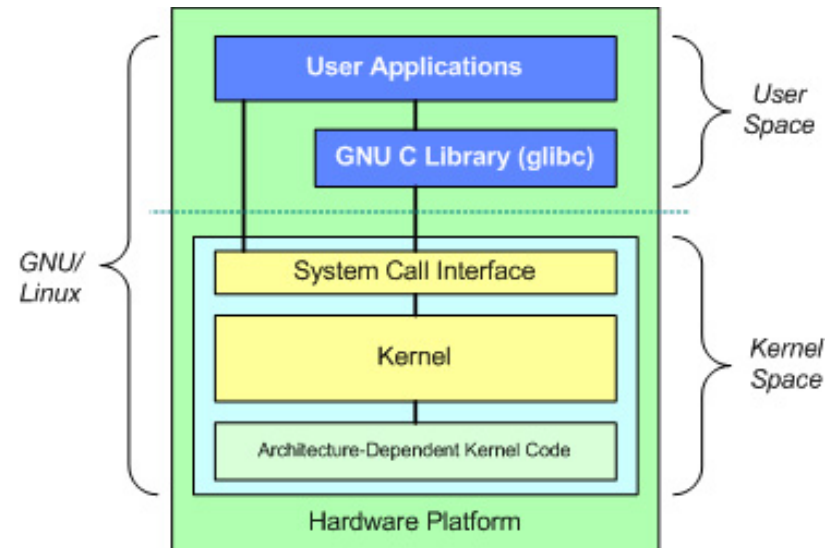 User Applications
User
Space
GNU C Library (glibc)
GNU/
Linux
System Call Interface
Kernel
Kernel
Space
Architecture-Dependent Kernel Code
Hardware Platform